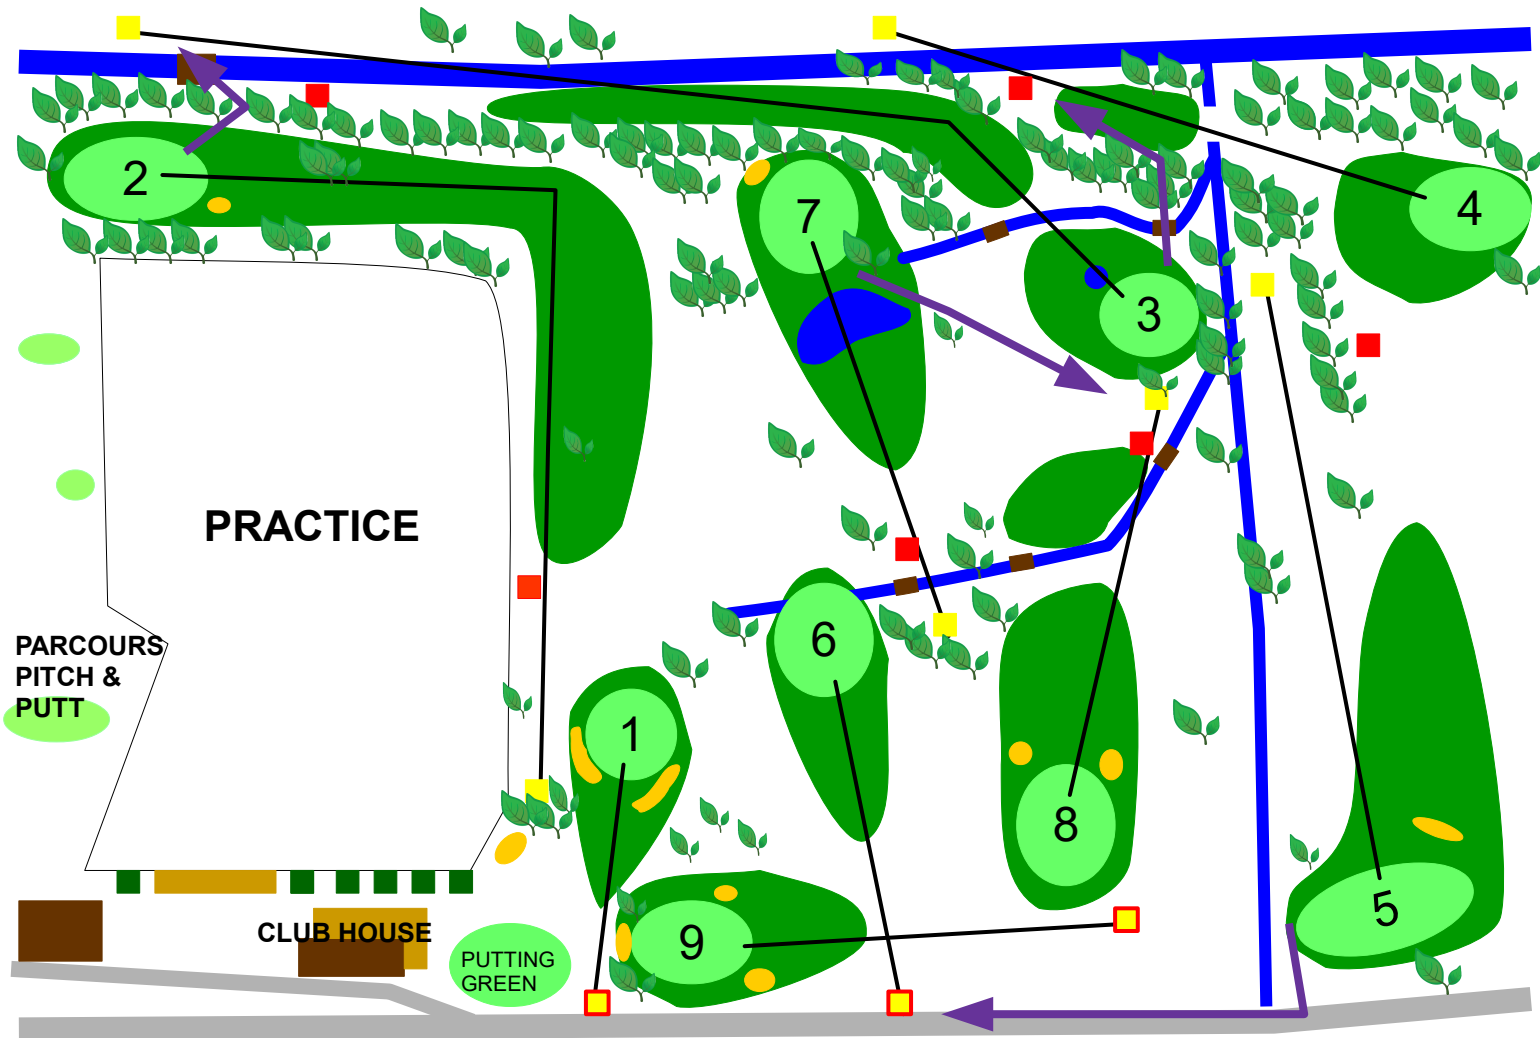 2
7
4
3
PRACTICE
PARCOURS
PITCH &
PUTT
6
1
8
5
CLUB HOUSE
9
PUTTING
GREEN